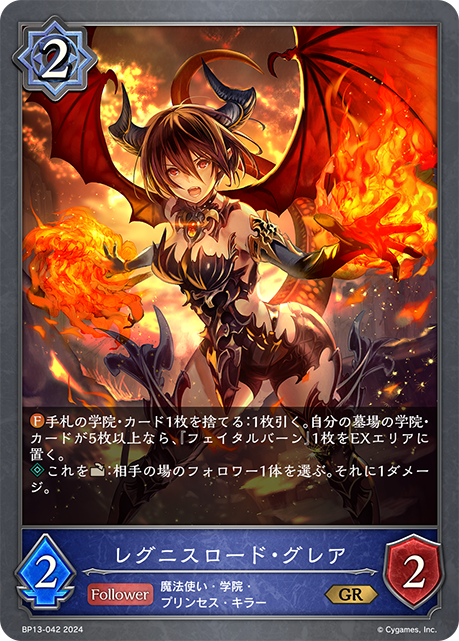 2
手札の学院・カード1枚を捨てる：1枚引く。自分の墓場の学院・
カードが5枚以上なら、『フェイタルバーン』1枚をEXエリアに
置く。
これを：相手の場のフォロワー1体を選ぶ。それに1ダメー
ジ。
レグニスロード・グレア
2
Follower
魔法使い・学院・
プリンセス・キラー
GR
2
BP13-042 2024
© Cygames, Inc.